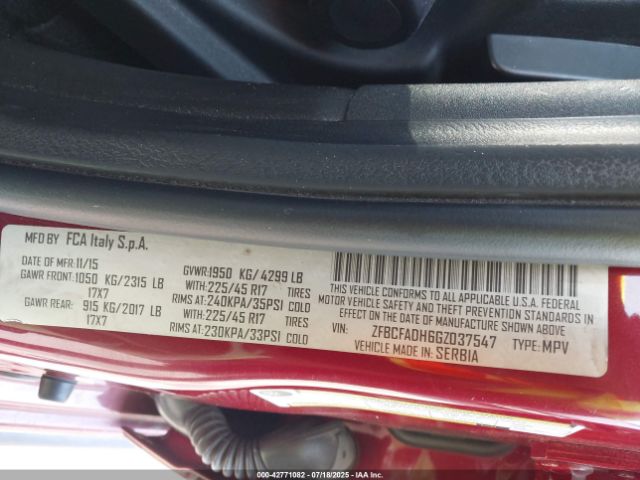 MFD BY FCA Italy S.p.A.
DATE OF MFR: 11/15 GVWR: 1950 KG/ 4299 LB
GAWR FRONT: 1050 KG/2315 LB WITH: 225/45 R17 TIRES
17X7 RIMS AT: 240KPA/35PSI COLD
GAWR REAR: 915 KG/2017 LB WITH: 225/45 R17 TIRES
17X7 RIMS AT: 230KPA/33PSI COLD
THIS VEHICLE CONFORMS TO ALL APPLICABLE U.S.A. FEDERAL
MOTOR VEHICLE SAFETY, BUMPER, AND THEFT PREVENTION STANDARDS IN
EFFECT ON THE DATE OF MANUFACTURE SHOWN ABOVE.
VIN: ZFBCFADH6GZD37547 TYPE: MPV
VEHICLE MADE IN: SERBIA
000-42771082 - 07/18/2025 - IAAI.COM